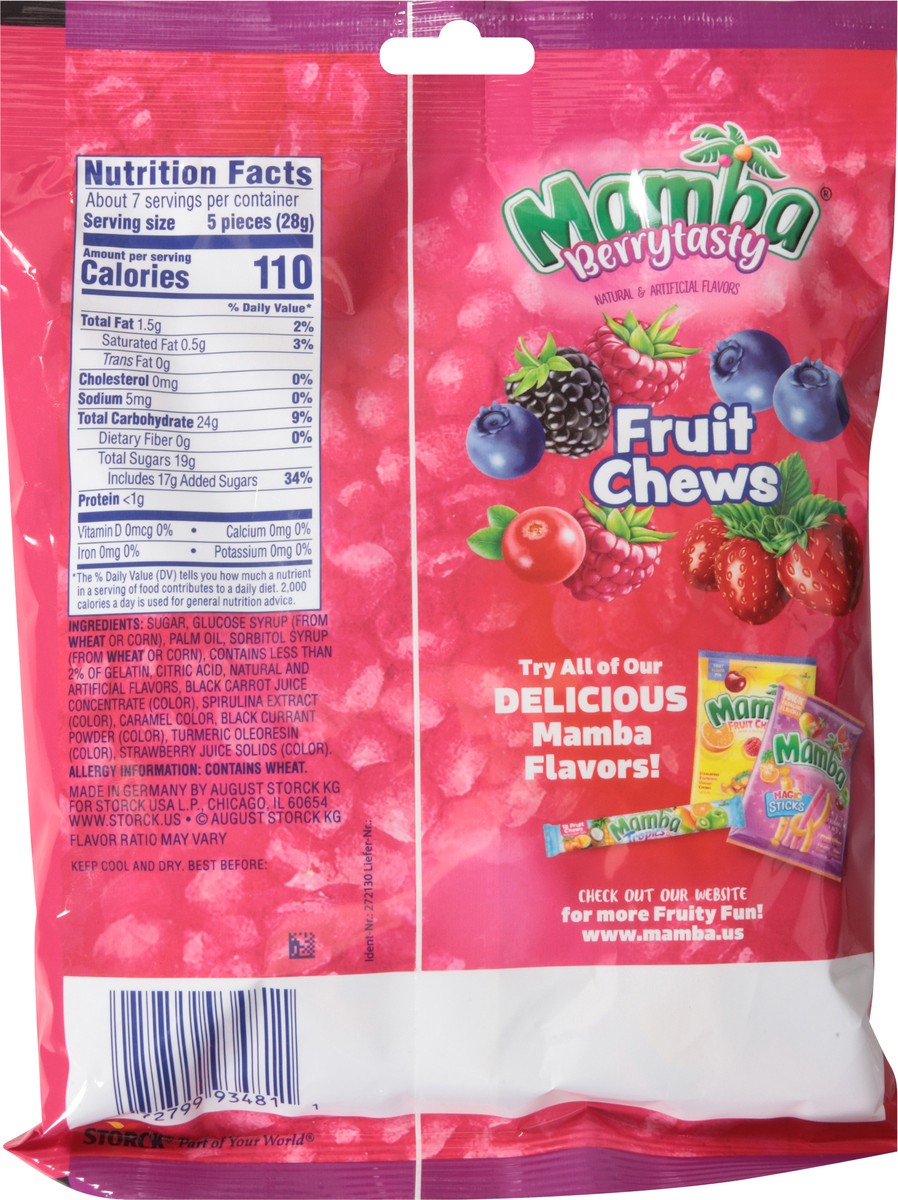 Nutrition Facts
About 7 servings per container
Serving size 5 pieces (28g)
Amount per serving
Calories 110
% Daily Value*
Total Fat 1.5g 2%
Saturated Fat 0.5g 3%
Trans Fat 0g
Cholesterol 0mg 0%
Sodium 5mg 0%
Total Carbohydrate 24g 9%
Dietary Fiber 0g 0%
Total Sugars 19g
Includes 17g Added Sugars 34%
Protein <1g
Vitamin D 0mcg 0% • Calcium 0mg 0%
Iron 0mg 0% • Potassium 0mg 0%
*The % Daily Value (DV) tells you how much a nutrient
in a serving of food contributes to a daily diet. 2,000
calories a day is used for general nutrition advice.
INGREDIENTS: SUGAR, GLUCOSE SYRUP (FROM
WHEAT OR CORN), PALM OIL, SORBITOL SYRUP
(FROM WHEAT OR CORN), CONTAINS LESS THAN
2% OF GELATIN, CITRIC ACID, NATURAL AND
ARTIFICIAL FLAVORS, BLACK CARROT JUICE
CONCENTRATE (COLOR), SPIRULINA EXTRACT
(COLOR), CARAMEL COLOR, BLACK CURRANT
POWDER (COLOR), TURMERIC OLEORESIN
(COLOR), STRAWBERRY JUICE SOLIDS (COLOR).
ALLERGY INFORMATION: CONTAINS WHEAT.
MADE IN GERMANY BY AUGUST STORCK KG
FOR STORCK USA L.P., CHICAGO, IL 60654
WWW.STORCK.US • © AUGUST STORCK KG
FLAVOR RATIO MAY VARY
KEEP COOL AND DRY. BEST BEFORE:
Ident-Nr.: 272130 Liefer-Nr.:
2799 93481 1
STORCK® Part of Your World®
Mamba®
Berrytasty
NATURAL & ARTIFICIAL FLAVORS
Fruit
Chews
Try All of Our
DELICIOUS
Mamba
Flavors!
Mam
FRUIT CH
Mamba
MAGIC
STICKS
Mamba
Tropics
CHECK OUT OUR WEBSITE
for more Fruity Fun!
www.mamba.us